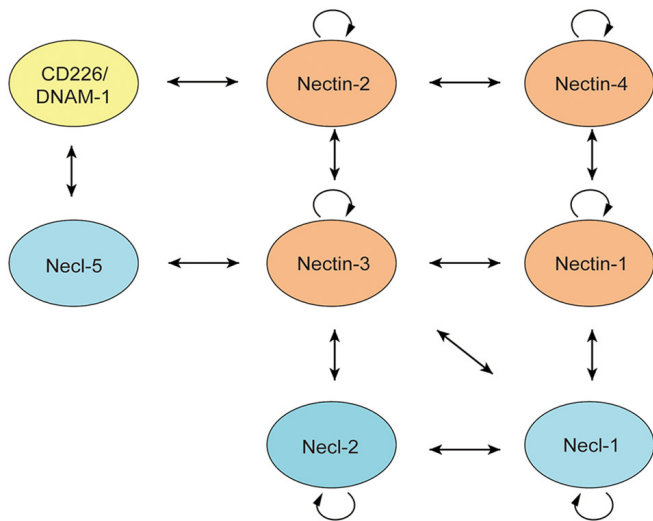 CD226/
DNAM-1
Nectin-2
Nectin-4
Necl-5
Nectin-3
Nectin-1
Necl-2
Necl-1